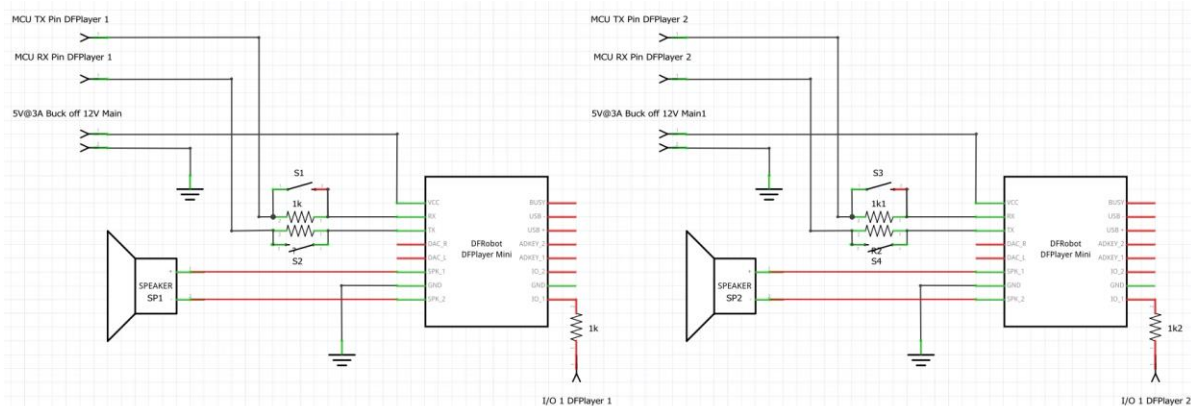 MCU TX Pin DFPlayer 1
MCU RX Pin DFPlayer 1
5V@3A Buck off 12V Main
S1
1k
S2
VCC
RX
TX
DAC_R
DAC_L
SPK_1
GND
SPK_2
DFRobot
DFPlayer Mini
BUSY
USB -
USB +
ADKEY_2
ADKEY_1
IO_2
GND
IO_1
SPEAKER
SP1
+
-
1k
I/O 1 DFPlayer 1
MCU TX Pin DFPlayer 2
MCU RX Pin DFPlayer 2
5V@3A Buck off 12V Main1
S3
1k1
R2
S4
VCC
RX
TX
DAC_R
DAC_L
SPK_1
GND
SPK_2
DFRobot
DFPlayer Mini
BUSY
USB -
USB +
ADKEY_2
ADKEY_1
IO_2
GND
IO_1
SPEAKER
SP2
+
-
1k2
I/O 1 DFPlayer 2